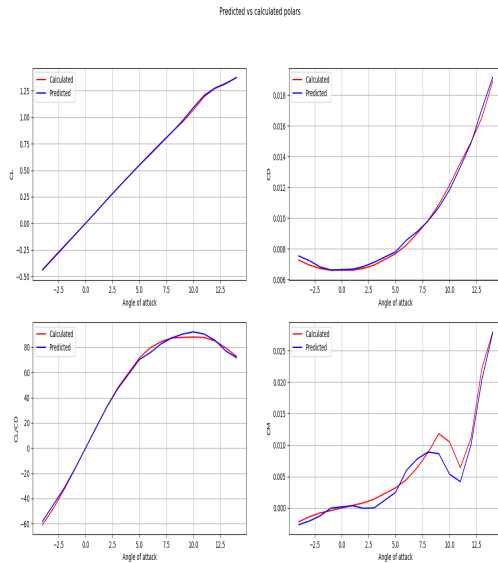 Predicted vs calculated polars
Calculated
Predicted
1.25
1.00
0.75
0.50
0.25
0.00
−0.25
−0.50
CL
−2.5 0.0 2.5 5.0 7.5 10.0 12.5
Angle of attack
Calculated
Predicted
0.018
0.016
0.014
0.012
0.010
0.008
0.006
CD
−2.5 0.0 2.5 5.0 7.5 10.0 12.5
Angle of attack
Calculated
Predicted
80
60
40
20
0
−20
−40
−60
CL/CD
−2.5 0.0 2.5 5.0 7.5 10.0 12.5
Angle of attack
Calculated
Predicted
0.025
0.020
0.015
0.010
0.005
0.000
CM
−2.5 0.0 2.5 5.0 7.5 10.0 12.5
Angle of attack